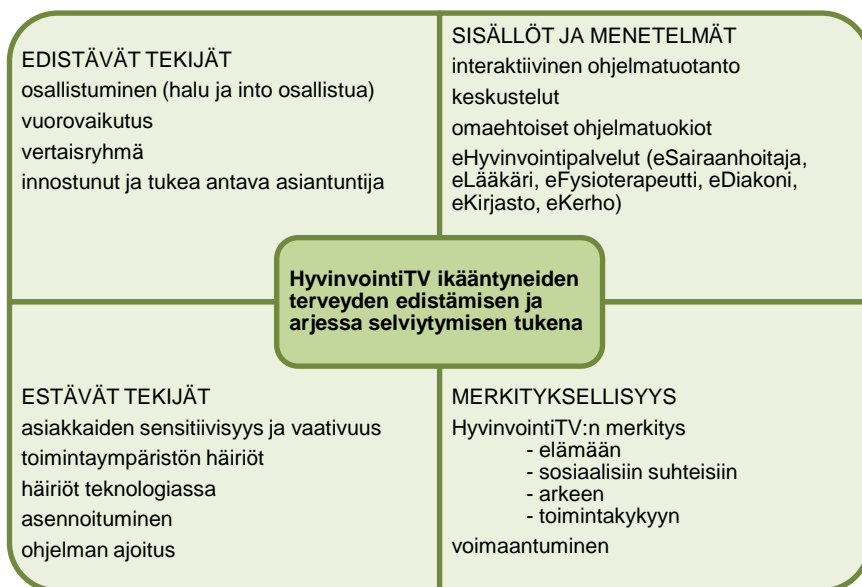 EDISTÄVÄT TEKIJÄT
osallistuminen (halu ja into osallistua)
vuorovaikutus
vertaisryhmä
innostunut ja tukea antava asiantuntija
SISÄLLÖT JA MENETELMÄT
interaktiivinen ohjelmatuotanto
keskustelut
omaehtoiset ohjelmatuokiot
eHyvinvointipalvelut (eSairaanhoitaja,
eLääkäri, eFysioterapeutti, eDiakoni,
eKirjasto, eKerho)
HyvinvointiTV ikääntyneiden
terveyden edistämisen ja
arjessa selviytymisen tukena
ESTÄVÄT TEKIJÄT
asiakkaiden sensitiivisyys ja vaativuus
toimintaympäristön häiriöt
häiriöt teknologiassa
asennoituminen
ohjelman ajoitus
MERKITYKSELLISYYS
HyvinvointiTV:n merkitys
- elämään
- sosiaalisiin suhteisiin
- arkeen
- toimintakykyyn
voimaantuminen